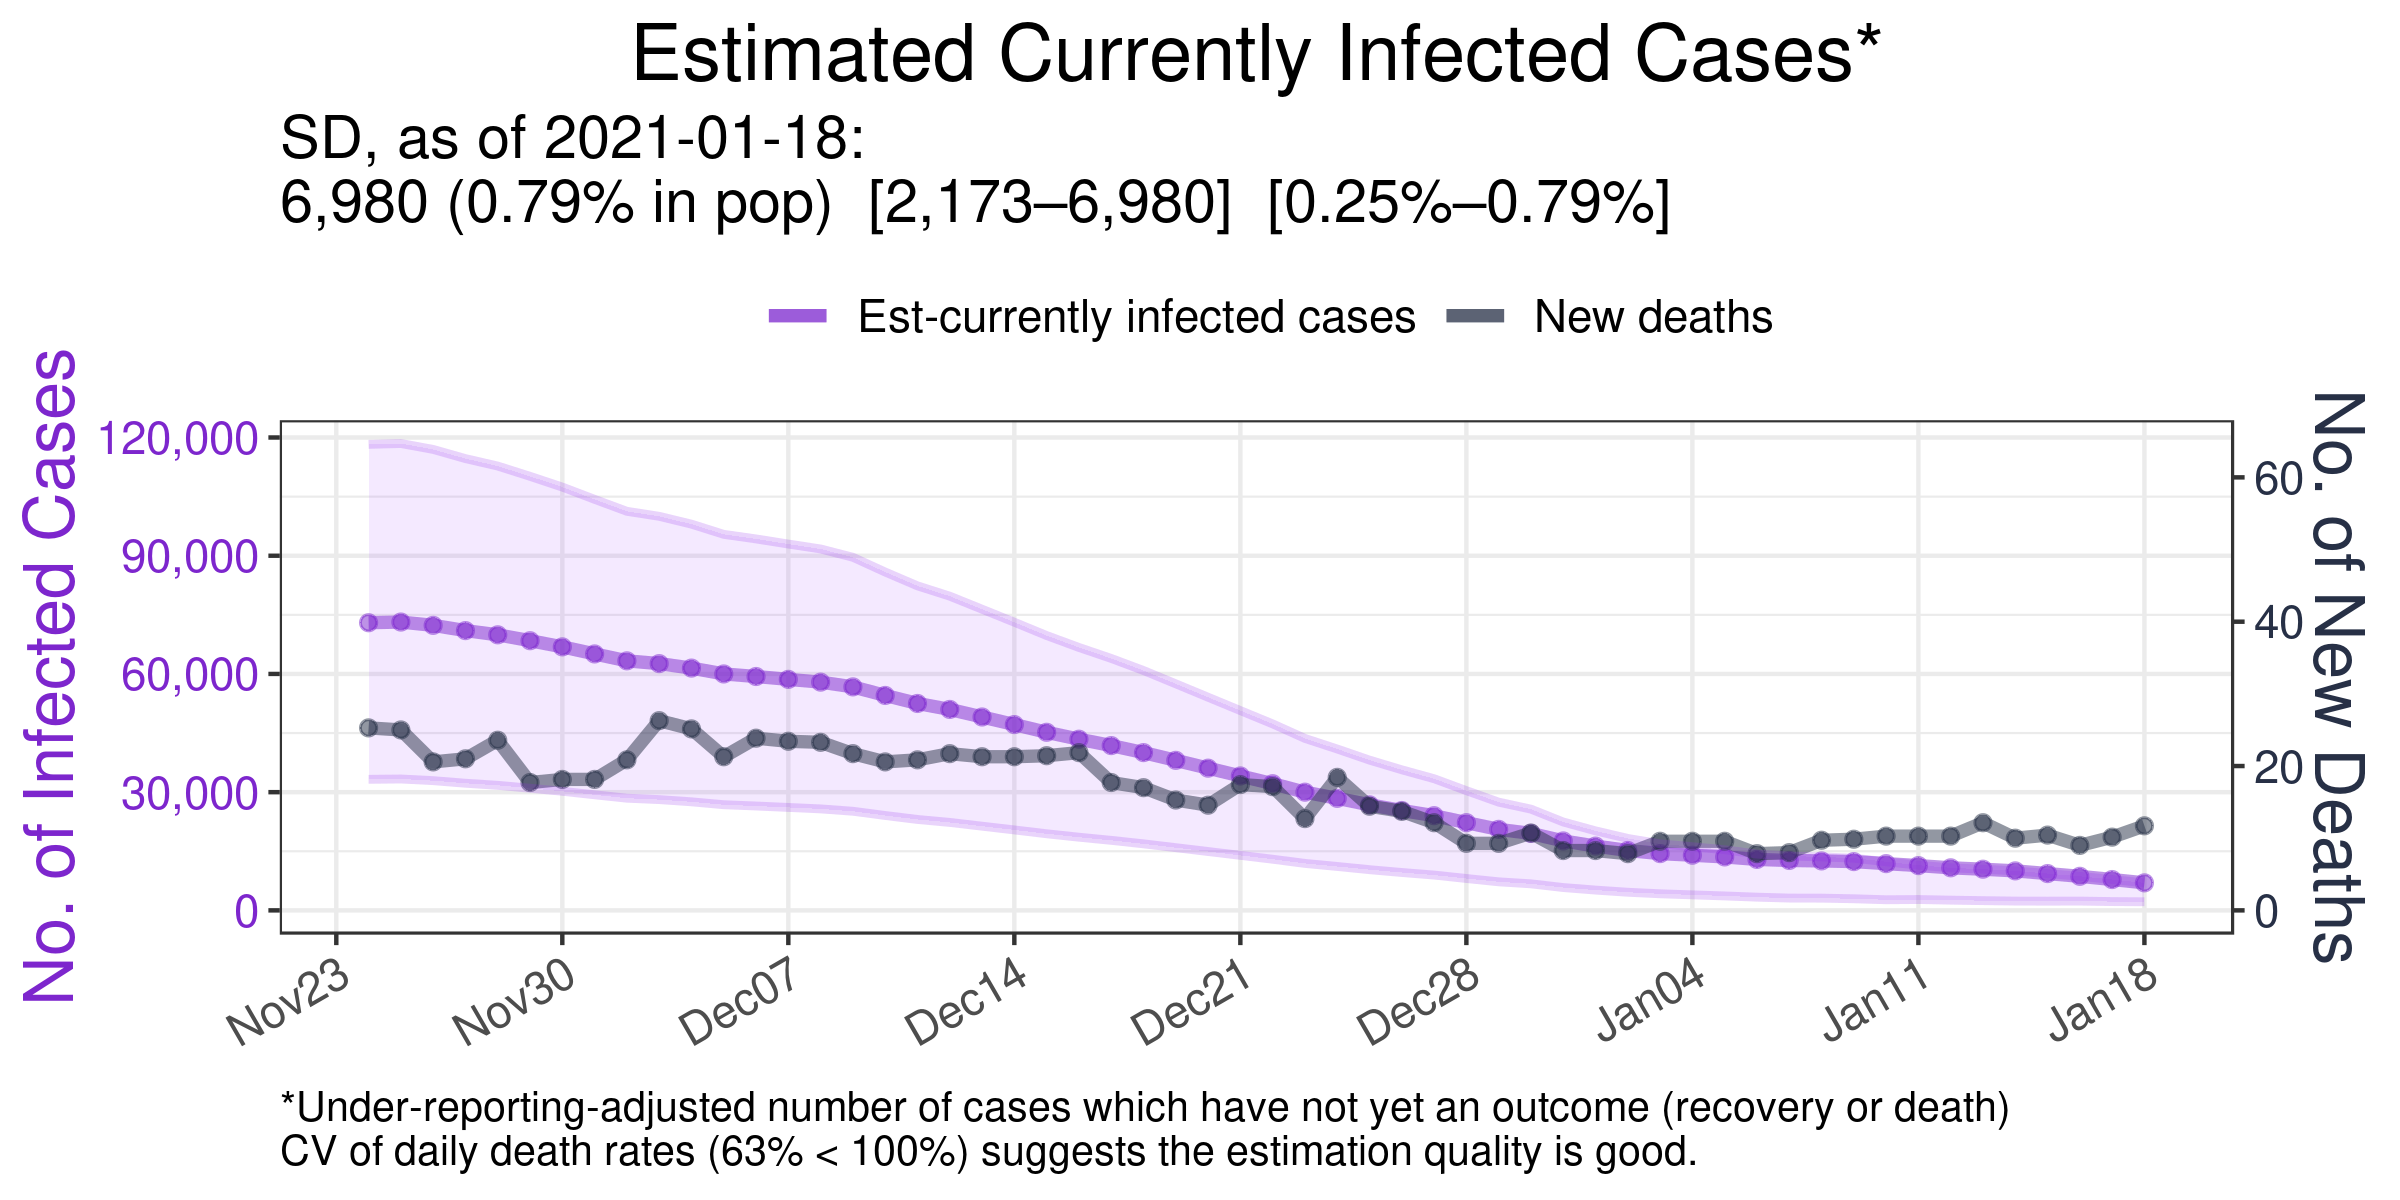 Estimated Currently Infected Cases*
SD, as of 2021-01-18:
6,980 (0.79% in pop)  [2,173–6,980]  [0.25%–0.79%]
Est-currently infected cases
New deaths
No. of Infected Cases
120,000
90,000
60,000
30,000
0
60
40
20
0
No. of New Deaths
Nov23
Nov30
Dec07
Dec14
Dec21
Dec28
Jan04
Jan11
Jan18
*Under-reporting-adjusted number of cases which have not yet an outcome (recovery or death)
CV of daily death rates (63% < 100%) suggests the estimation quality is good.